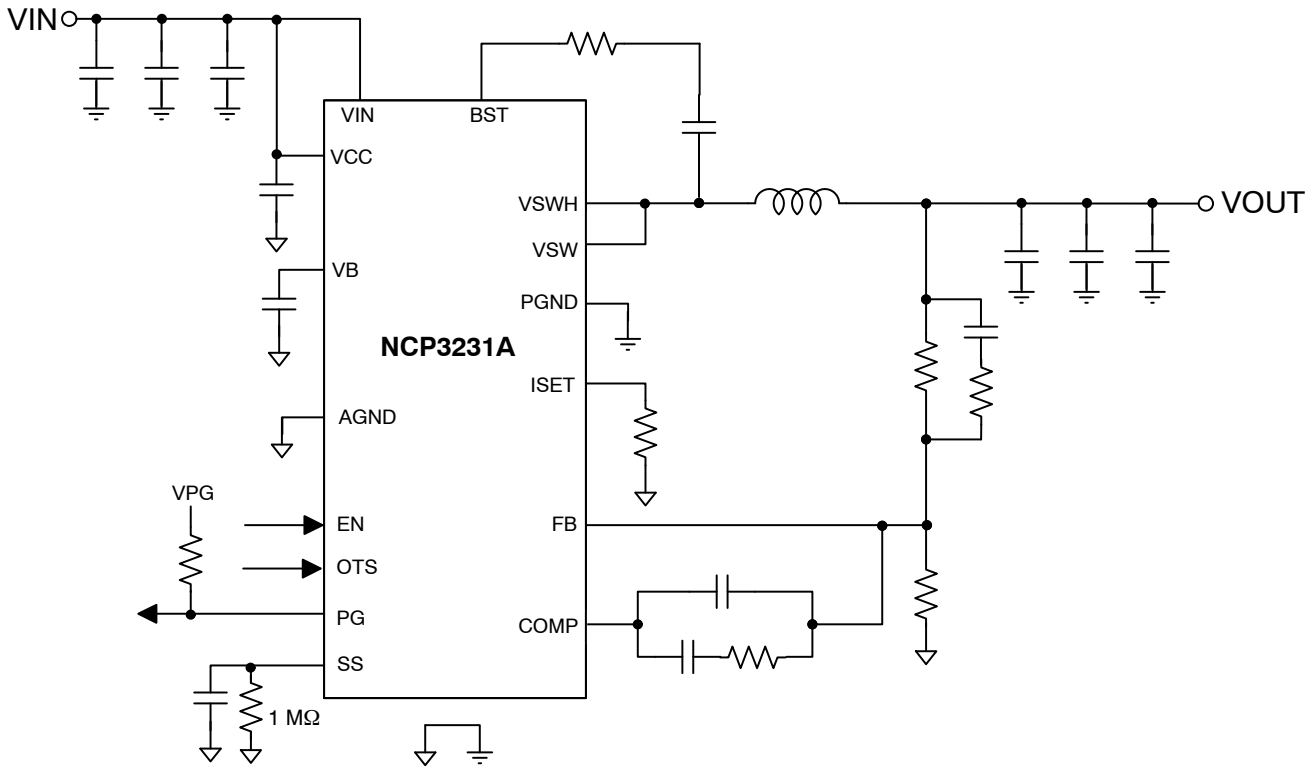 VIN
VIN
BST
VCC
VSWH
VOUT
VSW
VB
PGND
NCP3231A
ISET
AGND
VPG
EN
FB
OTS
PG
COMP
SS
1 MΩ